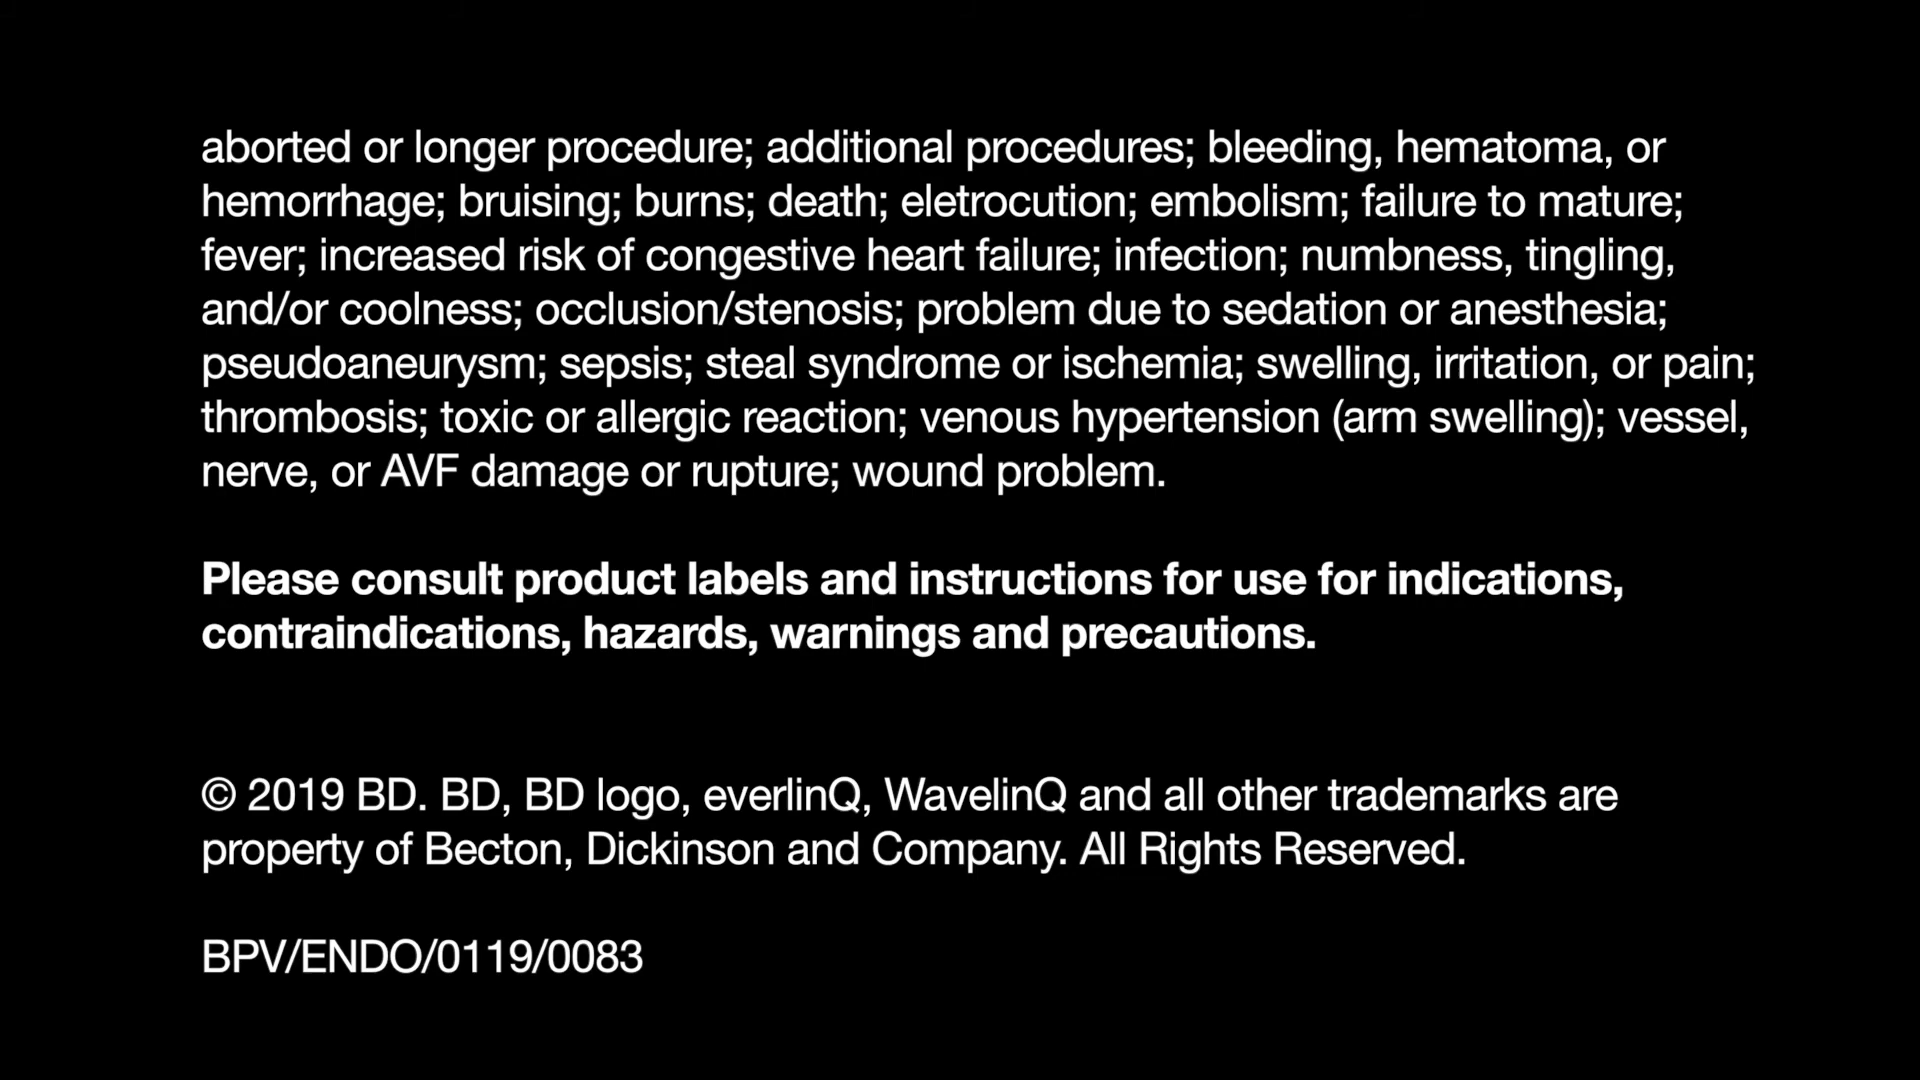 aborted or longer procedure; additional procedures; bleeding, hematoma, or
hemorrhage; bruising; burns; death; eletrocution; embolism; failure to mature;
fever; increased risk of congestive heart failure; infection; numbness, tingling,
and/or coolness; occlusion/stenosis; problem due to sedation or anesthesia;
pseudoaneurysm; sepsis; steal syndrome or ischemia; swelling, irritation, or pain;
thrombosis; toxic or allergic reaction; venous hypertension (arm swelling); vessel,
nerve, or AVF damage or rupture; wound problem.
Please consult product labels and instructions for use for indications,
contraindications, hazards, warnings and precautions.
© 2019 BD. BD, BD logo, everlinQ, WavelinQ and all other trademarks are
property of Becton, Dickinson and Company. All Rights Reserved.
BPV/ENDO/0119/0083